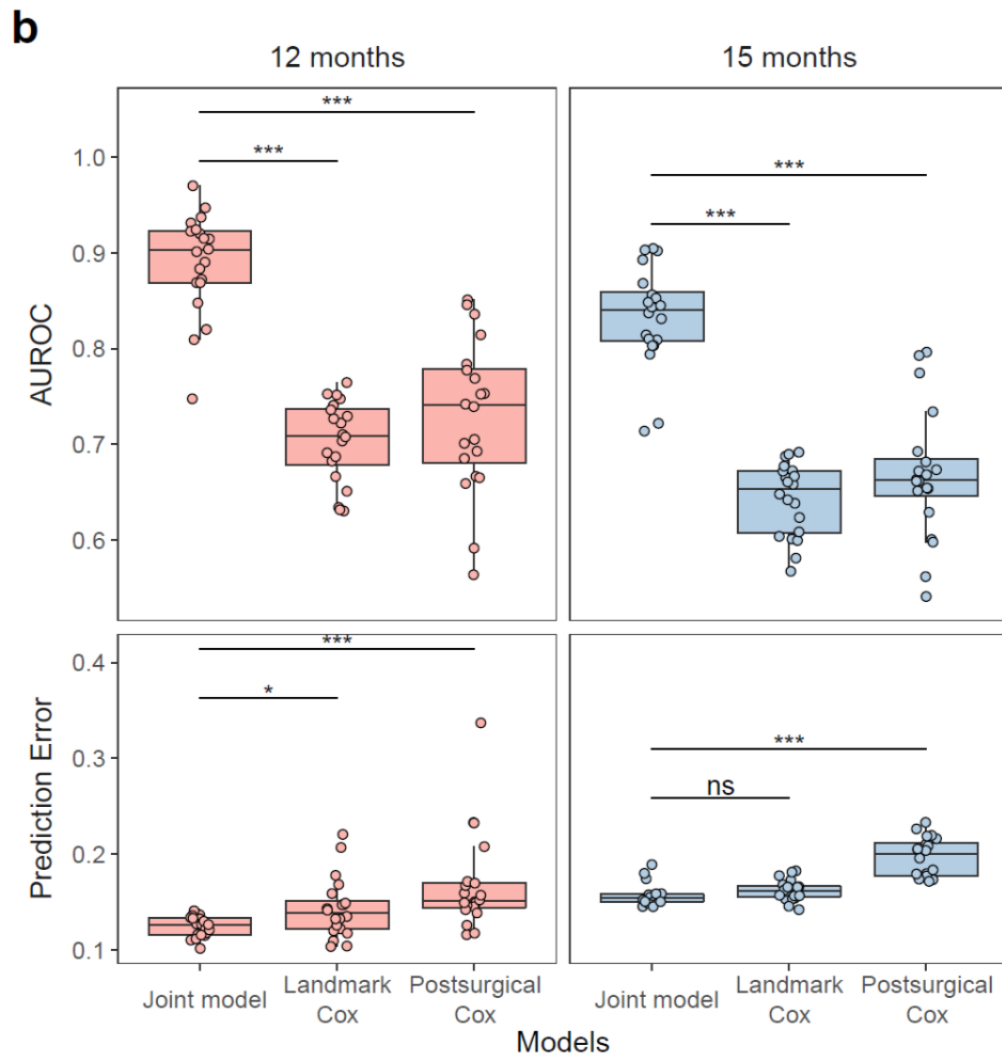 b
12 months
15 months
AUROC
1.0
0.9
0.8
0.7
0.6
***
***
***
***
Prediction Error
0.4
0.3
0.2
0.1
***
*
***
ns
Joint model
Landmark
Cox
Postsurgical
Cox
Joint model
Landmark
Cox
Postsurgical
Cox
Models